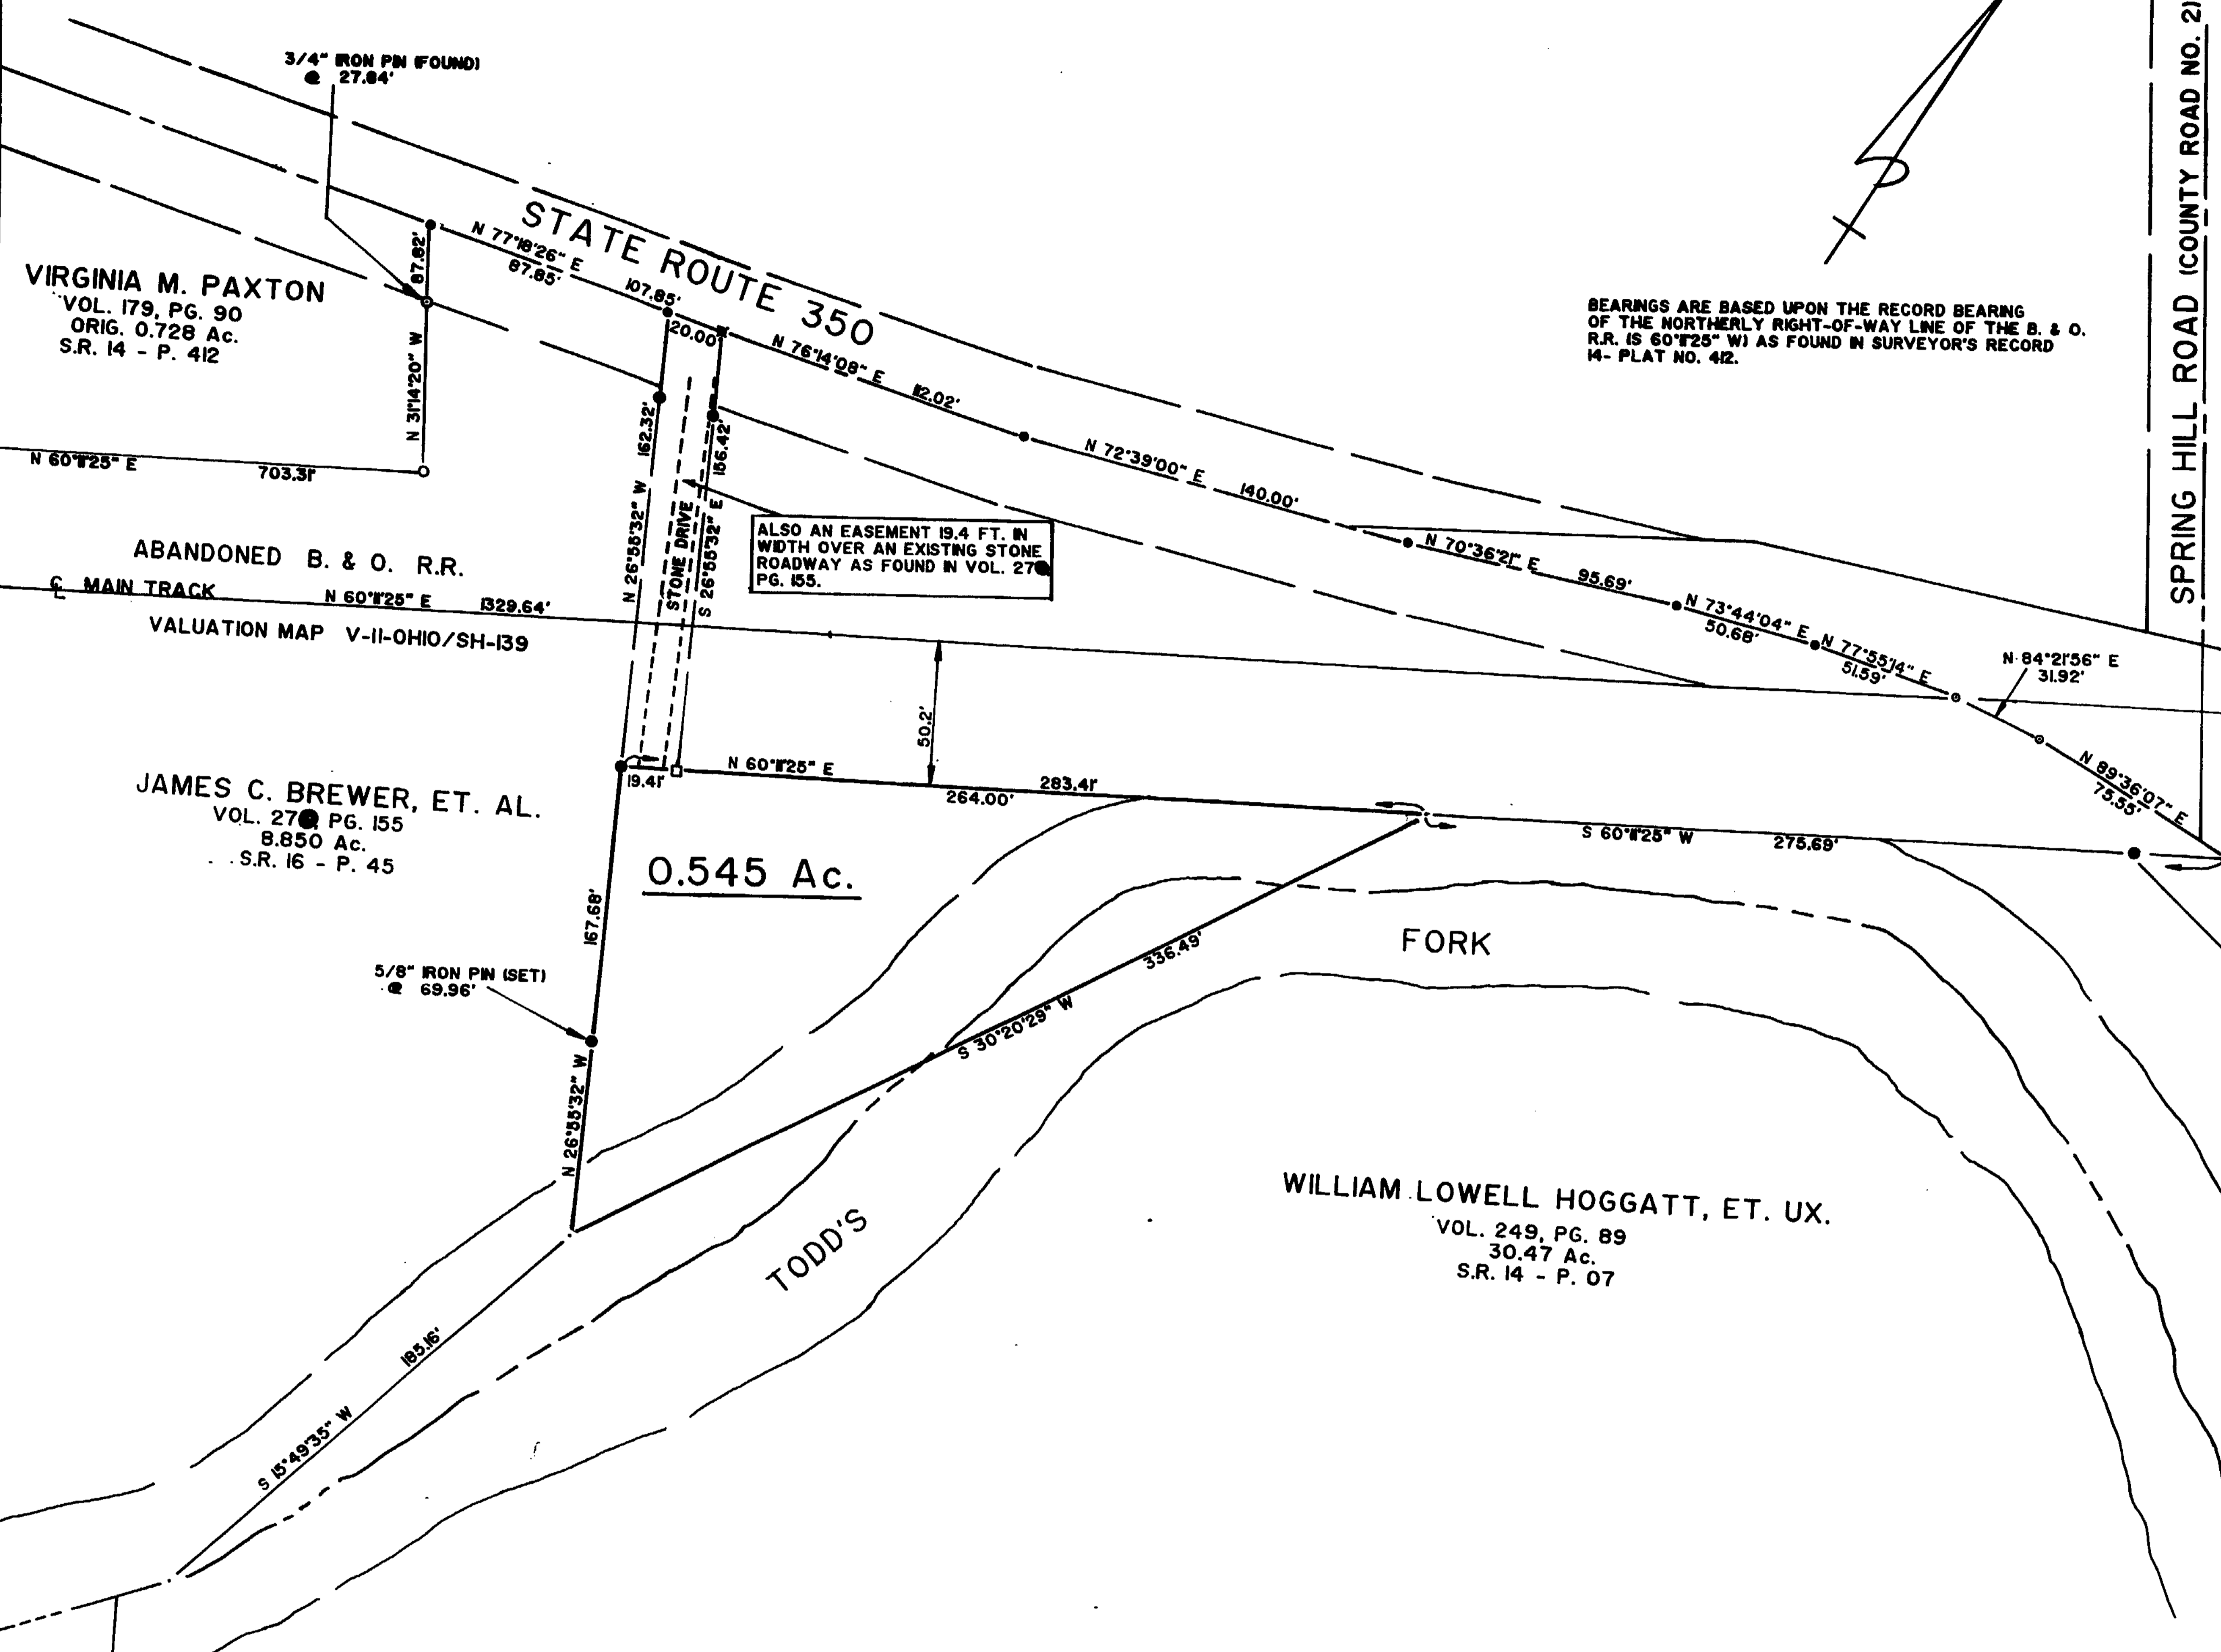 3/4" IRON PIN (FOUND)
@ 27.84'
STATE ROUTE 350
N 77°18'26" E
87.85'
107.85'
20.00'
87.82'
N 31°14'20" W
VIRGINIA M. PAXTON
VOL. 179, PG. 90
ORIG. 0.728 Ac.
S.R. 14 - P. 412
N 60°11'25" E
703.31'
N 76°14'08" E
112.02'
N 72°39'00" E
140.00'
N 70°36'21" E
95.69'
N 73°44'04" E
50.68'
N 77°55'14" E
51.59'
N 84°21'56" E
31.92'
N 89°36'07" E
75.55'
SPRING HILL ROAD (COUNTY ROAD NO. 2)
BEARINGS ARE BASED UPON THE RECORD BEARING
OF THE NORTHERLY RIGHT-OF-WAY LINE OF THE B. & O.
R.R. (S 60°11'25" W) AS FOUND IN SURVEYOR'S RECORD
14- PLAT NO. 412.
162.32'
N 26°55'32" W
STONE DRIVE
156.42'
S 26°55'32" E
ALSO AN EASEMENT 19.4 FT. IN
WIDTH OVER AN EXISTING STONE
ROADWAY AS FOUND IN VOL. 27
PG. 155.
ABANDONED B. & O. R.R.
℄ MAIN TRACK
N 60°11'25" E 1329.64'
VALUATION MAP V-11-OHIO/SH-139
50.2'
19.41'
N 60°11'25" E
283.41'
264.00'
S 60°11'25" W
275.69'
JAMES C. BREWER, ET. AL.
VOL. 27 PG. 155
8.850 Ac.
S.R. 16 - P. 45
0.545 Ac.
167.68'
5/8" IRON PIN (SET)
@ 69.96'
N 26°55'32" W
336.49'
S 30°20'29" W
FORK
TODD'S
WILLIAM LOWELL HOGGATT, ET. UX.
VOL. 249, PG. 89
30.47 Ac.
S.R. 14 - P. 07
185.16'
S 15°49'35" W